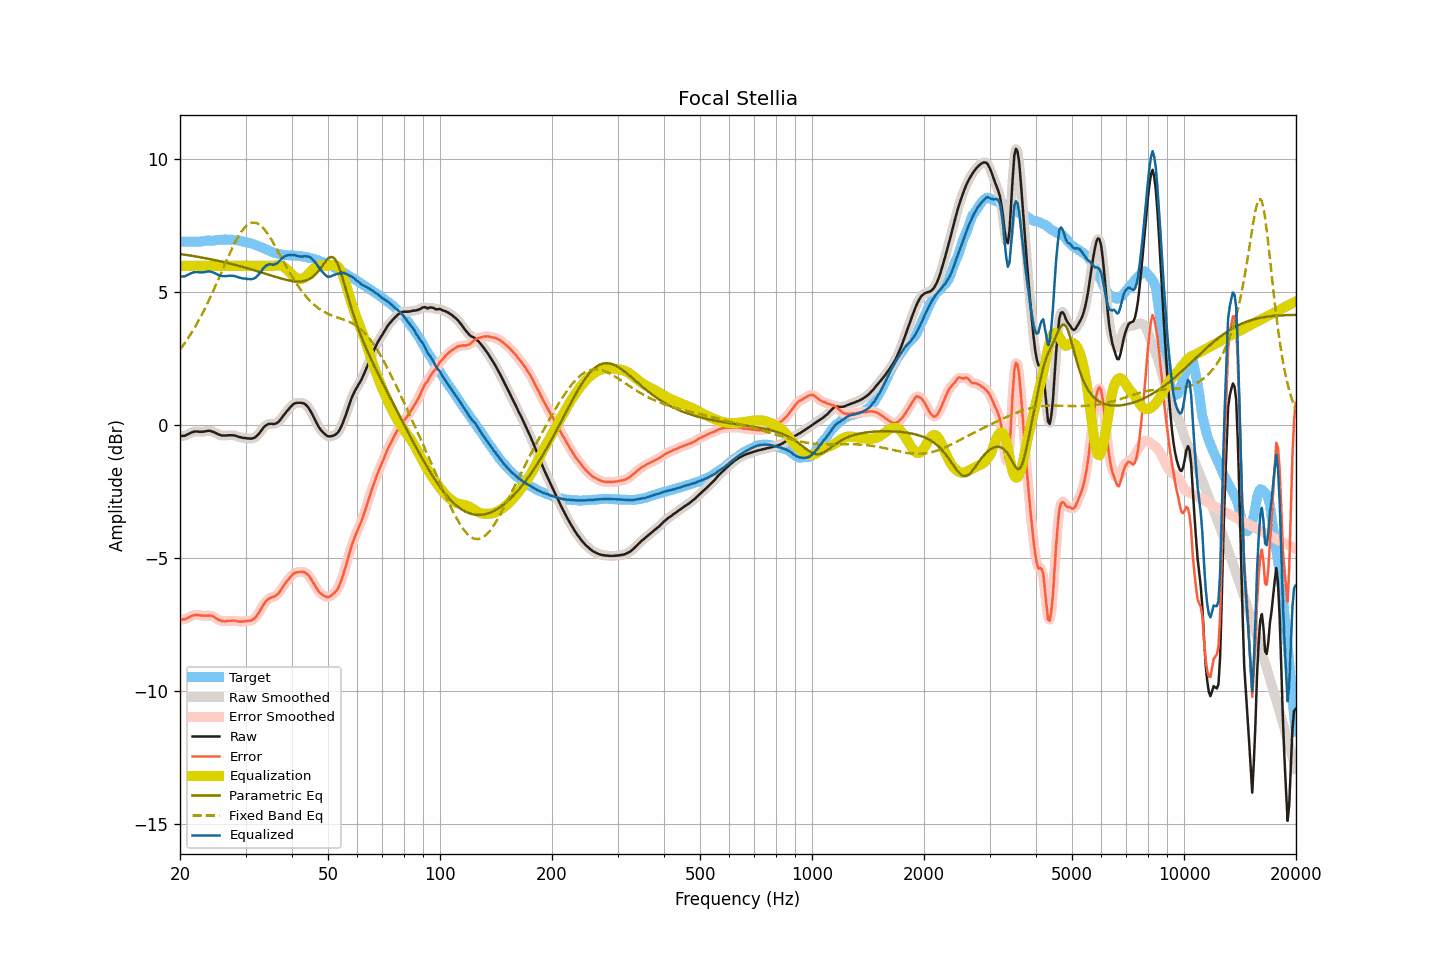 Focal Stellia
Amplitude (dBr)
10
5
0
−5
−10
−15
Target
Raw Smoothed
Error Smoothed
Raw
Error
Equalization
Parametric Eq
Fixed Band Eq
Equalized
20 50 100 200 500 1000 2000 5000 10000 20000
Frequency (Hz)